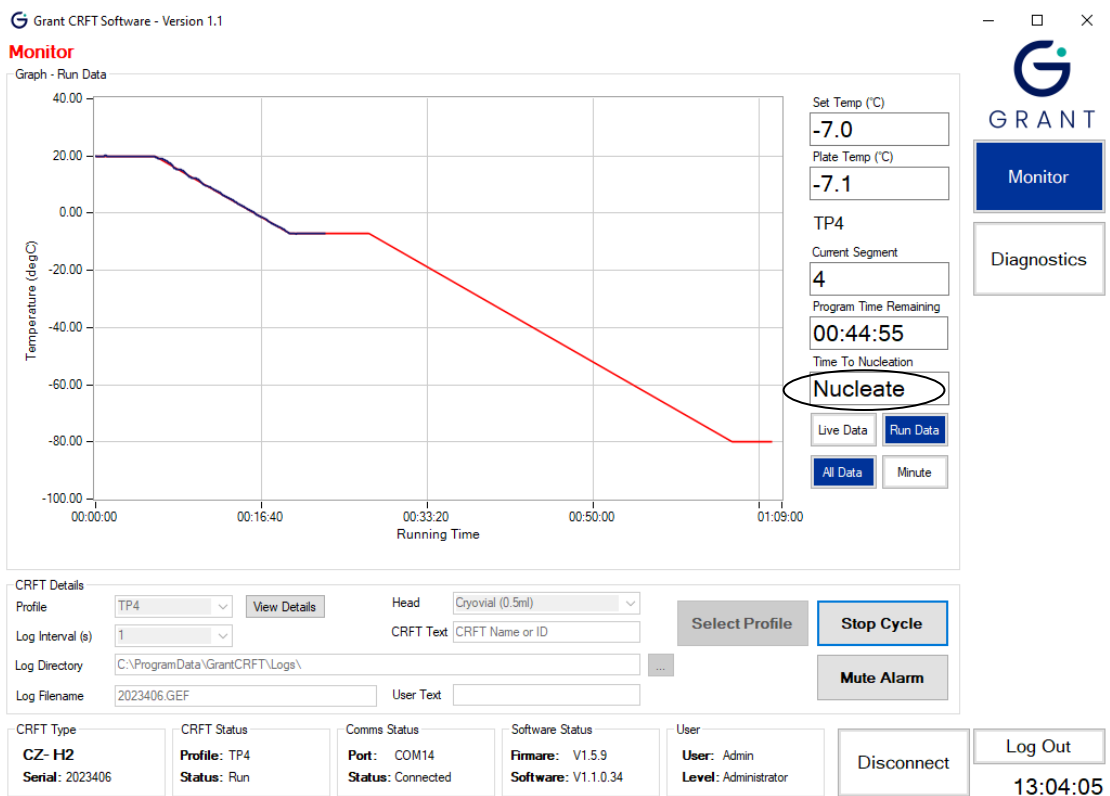 Grant CRFT Software - Version 1.1
Monitor
Graph - Run Data
40.00
20.00
0.00
-20.00
-40.00
-60.00
-80.00
-100.00
Temperature (degC)
00:00:00 00:16:40 00:33:20 00:50:00 01:09:00
Running Time
Set Temp (°C)
-7.0
Plate Temp (°C)
-7.1
TP4
Current Segment
4
Program Time Remaining
00:44:55
Time To Nucleation
Nucleate
Live Data Run Data
All Data Minute
G
GRANT
Monitor
Diagnostics
CRFT Details
Profile TP4 View Details Head Cryovial (0.5ml)
Log Interval (s) 1 CRFT Text CRFT Name or ID
Log Directory C:\ProgramData\GrantCRFT\Logs\ ...
Log Filename 2023406.GEF User Text
Select Profile Stop Cycle
Mute Alarm
CRFT Type
CZ- H2
Serial: 2023406
CRFT Status
Profile: TP4
Status: Run
Comms Status
Port: COM14
Status: Connected
Software Status
Firmare: V1.5.9
Software: V1.1.0.34
User
User: Admin
Level: Administrator
Disconnect
Log Out
13:04:05